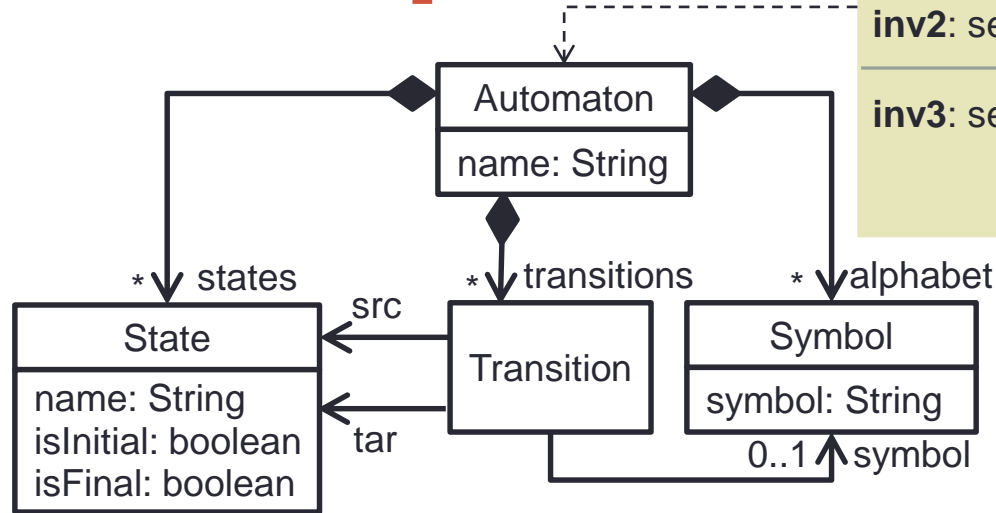 inv2: se
Automaton
inv3: se
name: String
* states
* transitions
* alphabet
src
State
Transition
Symbol
name: String
symbol: String
isInitial: boolean
tar
0..1 symbol
isFinal: boolean